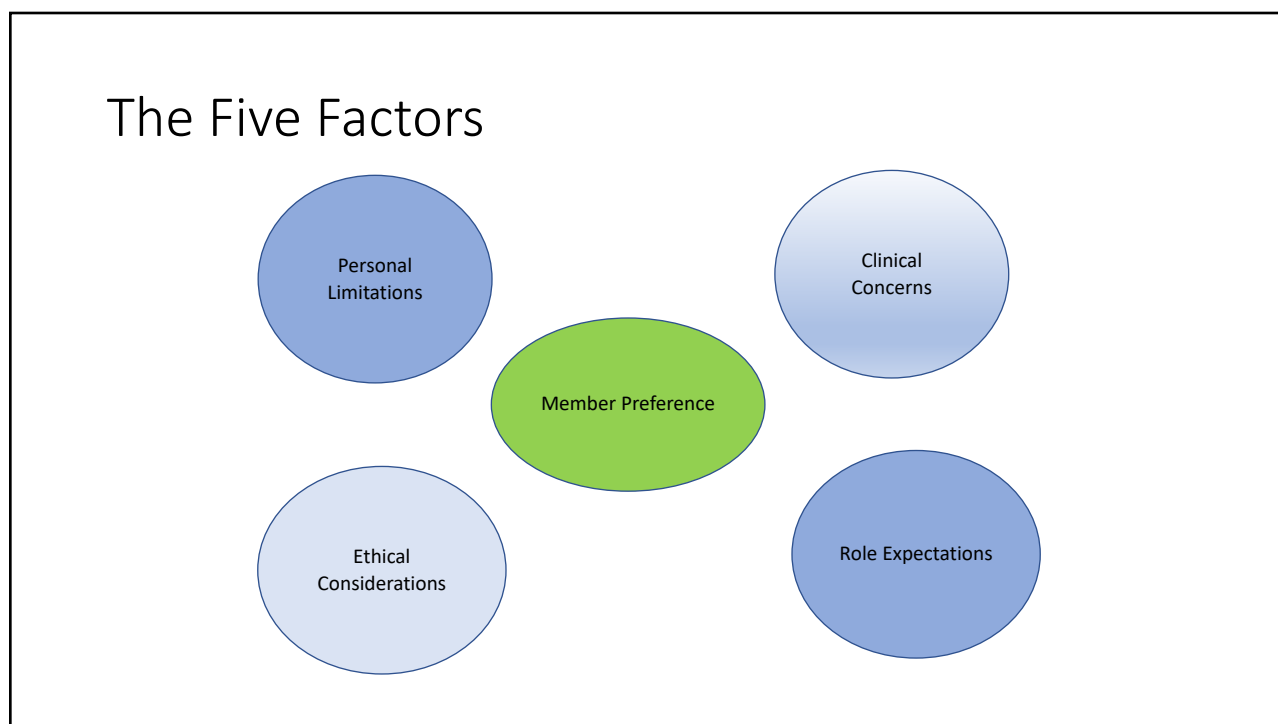 The Five Factors
Personal
Limitations
Clinical
Concerns
Member Preference
Ethical
Considerations
Role Expectations